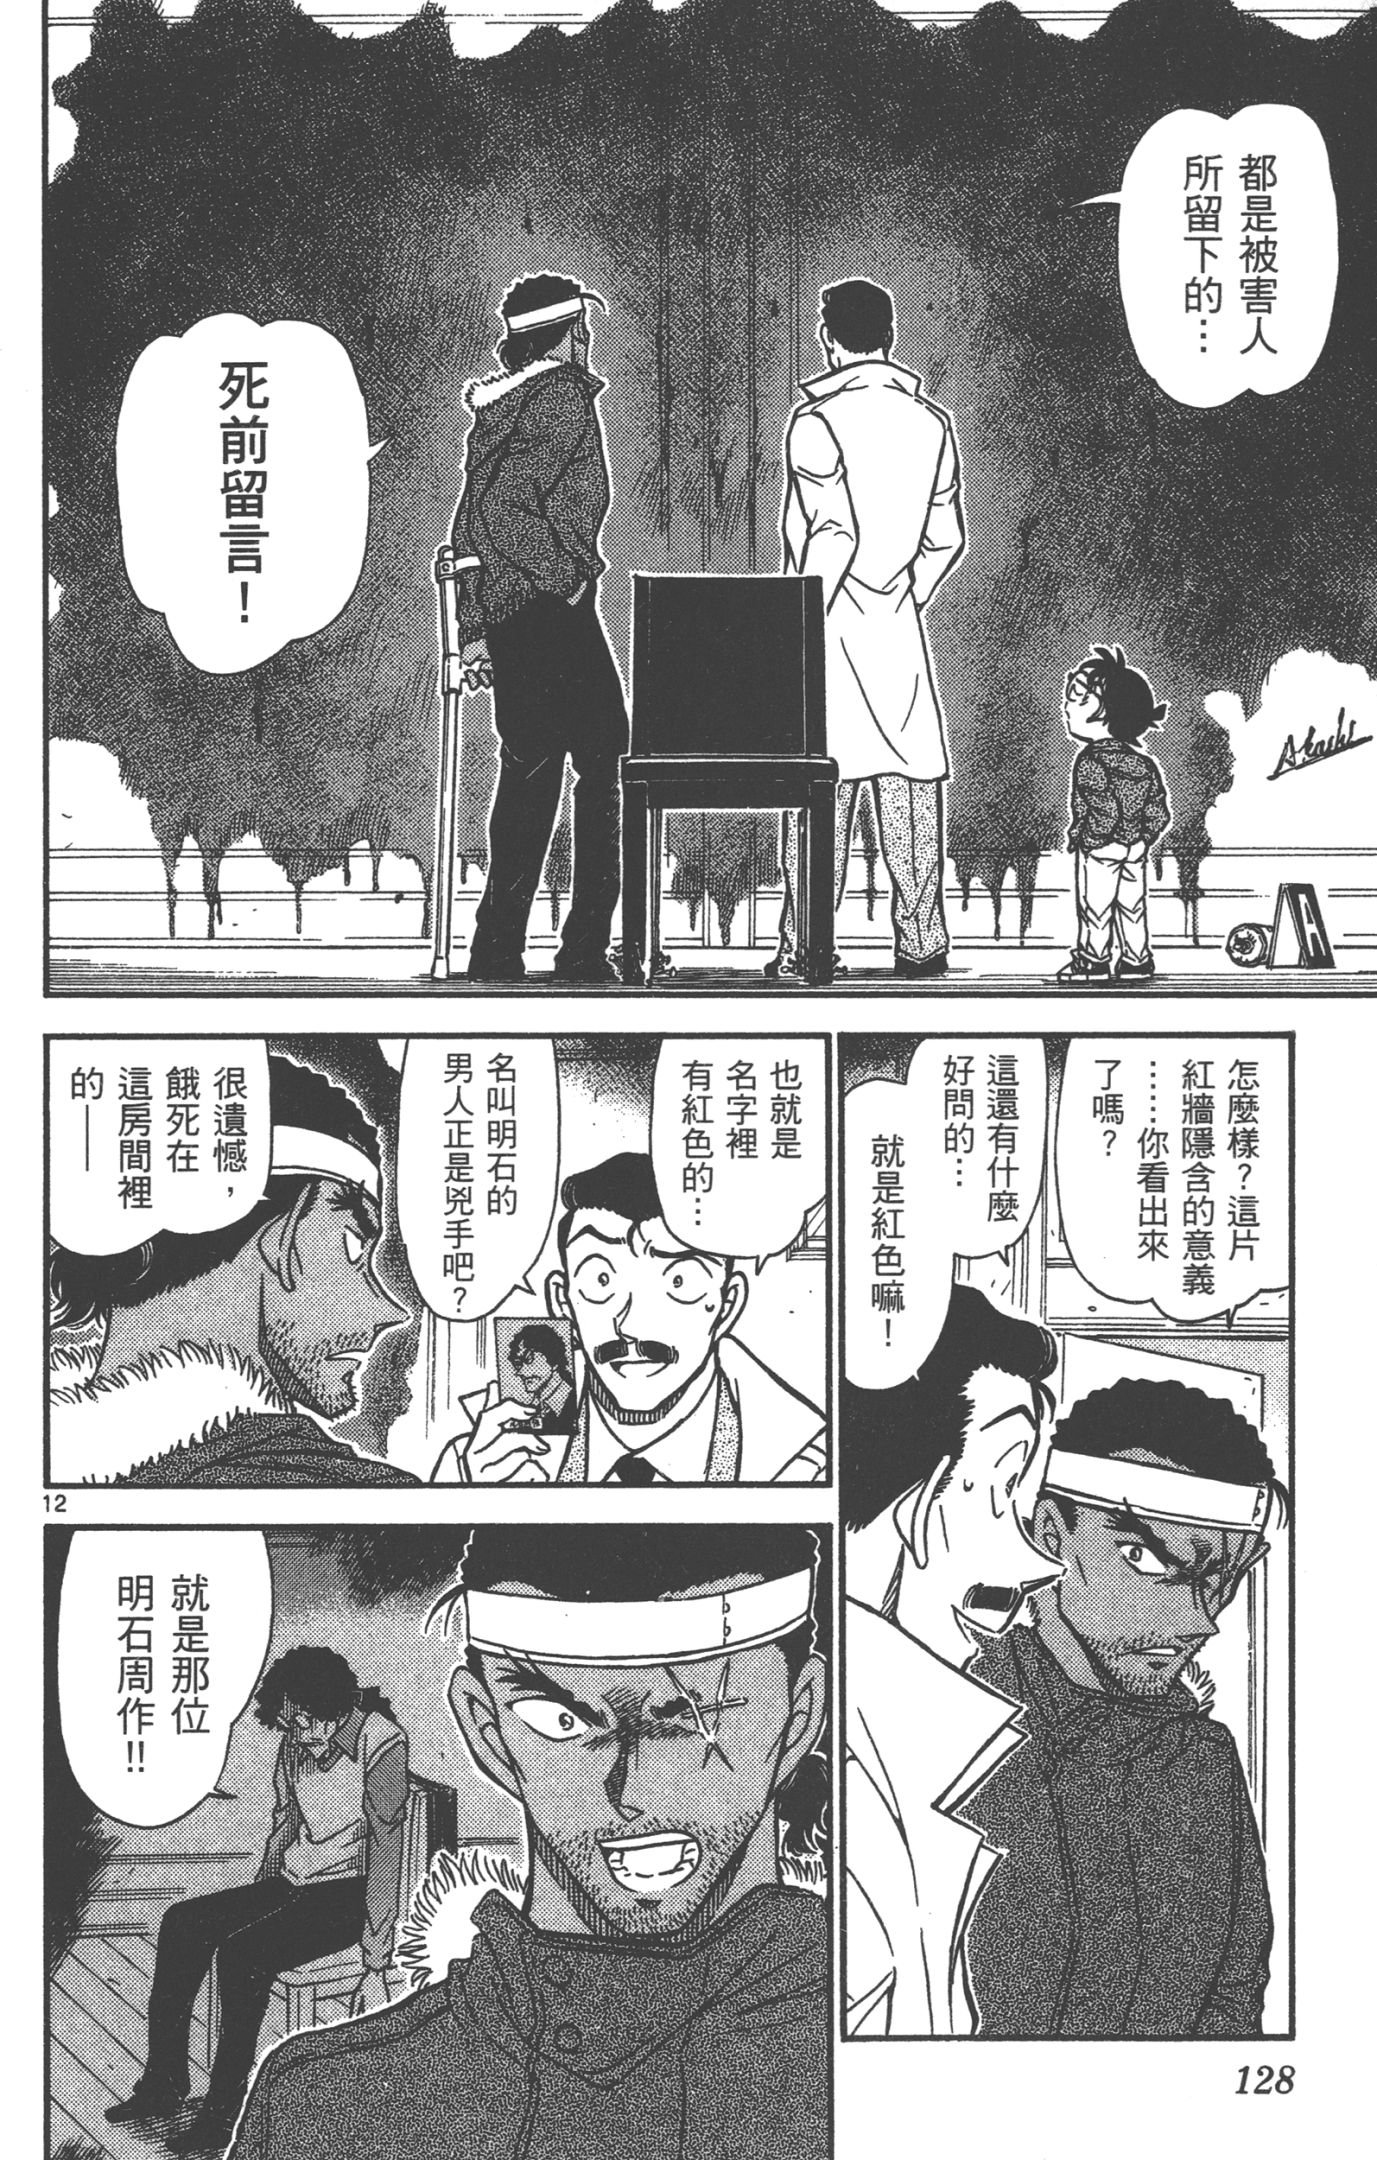 都是被害人
所留下的…
死前留言！
Akashi
A
怎麼樣？這片
紅牆隱含的意義
……你看出來
了嗎？
這還有什麼
好問的…
就是紅色嘛！
也就是
名字裡
有紅色的…
名叫明石的
男人正是兇手吧？
很遺憾，
餓死在
這房間裡
的——
12
就是那位
明石周作!!
128